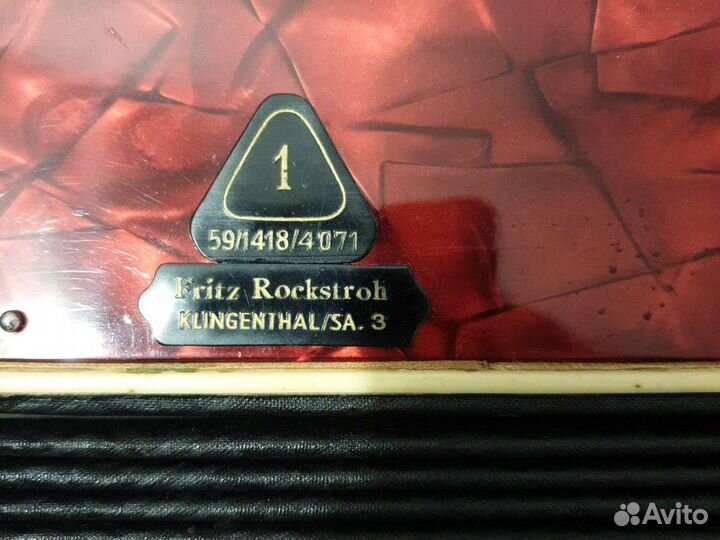 1
59/1418/4071
Fritz Rockstroh
KLINGENTHAL/SA. 3
Avito